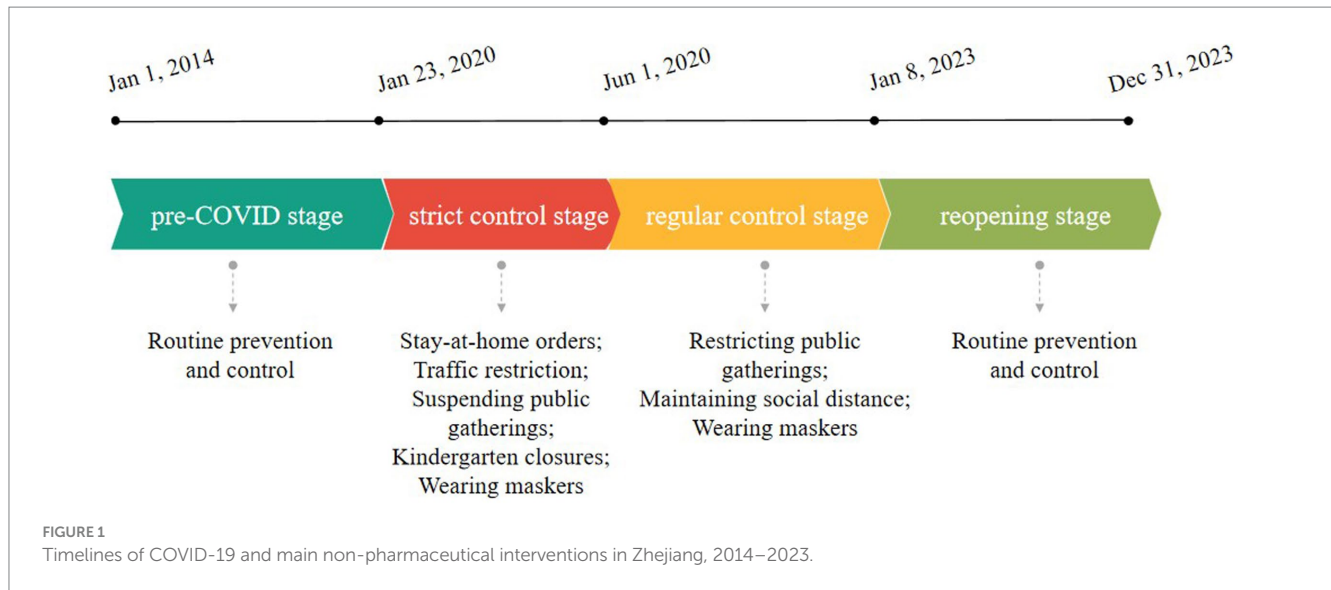 Jan 1, 2014
Jan 23, 2020
Jun 1, 2020
Jan 8, 2023
Dec 31, 2023
pre-COVID stage
strict control stage
regular control stage
reopening stage
Routine prevention
and control
Stay-at-home orders;
Traffic restriction;
Suspending public
gatherings;
Kindergarten closures;
Wearing maskers
Restricting public
gatherings;
Maintaining social distance;
Wearing maskers
Routine prevention
and control
FIGURE 1
Timelines of COVID-19 and main non-pharmaceutical interventions in Zhejiang, 2014–2023.